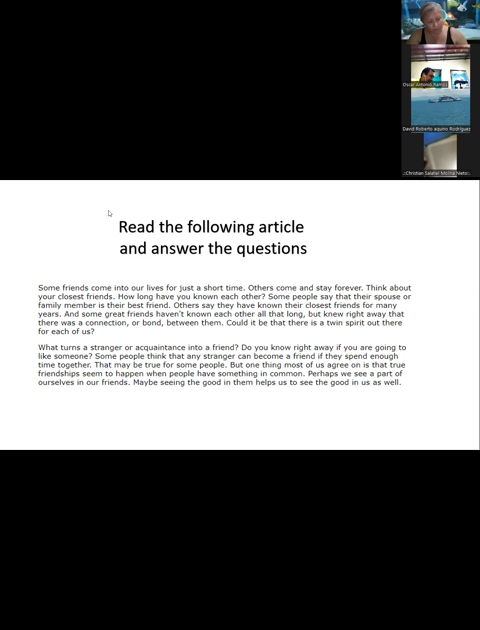 Oscar Antonio Ramos
David Roberto aquino Rodriguez
Christian Salatiel Molina Nieto
Read the following article
and answer the questions
Some friends come into our lives for just a short time. Others come and stay forever. Think about
your closest friends. How long have you known each other? Some people say that their spouse or
family member is their best friend. Others say they have known their closest friends for many
years. And some great friends haven't known each other all that long, but knew right away that
there was a connection, or bond, between them. Could it be that there is a twin spirit out there
for each of us?
What turns a stranger or acquaintance into a friend? Do you know right away if you are going to
like someone? Some people think that any stranger can become a friend if they spend enough
time together. That may be true for some people. But one thing most of us agree on is that true
friendships seem to happen when people have something in common. Perhaps we see a part of
ourselves in our friends. Maybe seeing the good in them helps us to see the good in us as well.